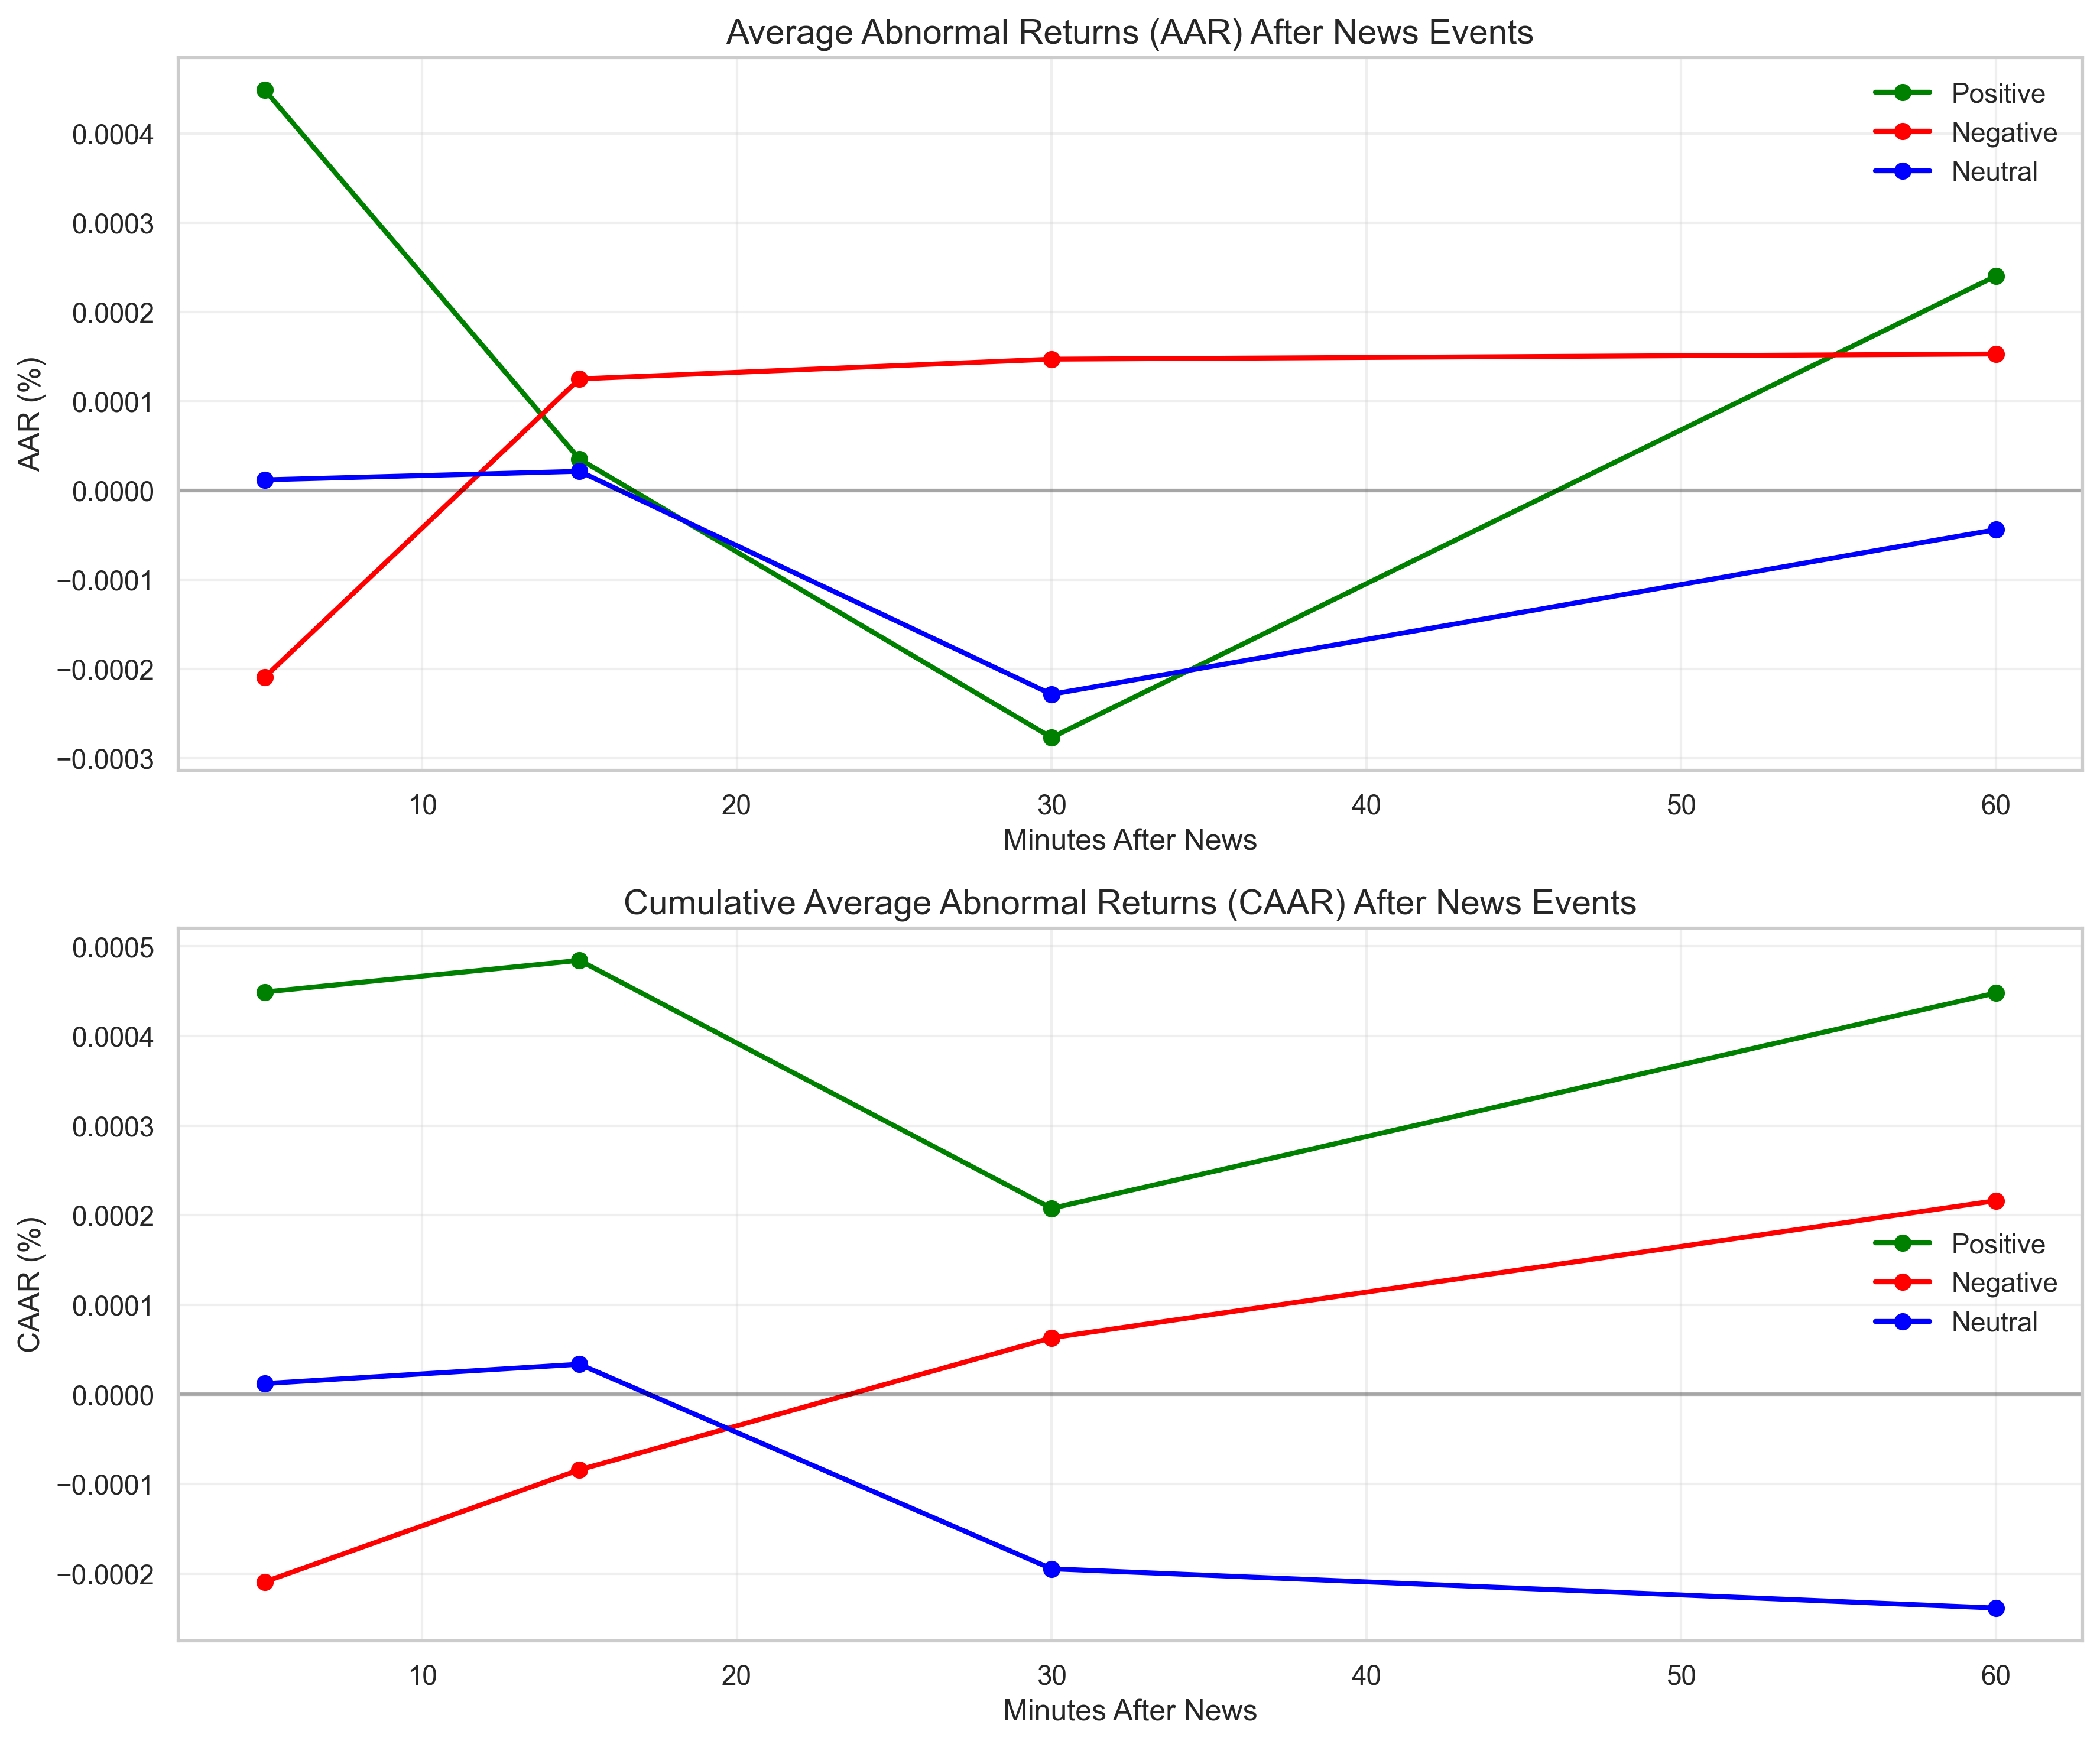 Average Abnormal Returns (AAR) After News Events
Positive
Negative
Neutral
0.0004
0.0003
0.0002
0.0001
0.0000
−0.0001
−0.0002
−0.0003
AAR (%)
10 20 30 40 50 60
Minutes After News
Cumulative Average Abnormal Returns (CAAR) After News Events
0.0005
0.0004
0.0003
0.0002
0.0001
0.0000
−0.0001
−0.0002
CAAR (%)
Positive
Negative
Neutral
10 20 30 40 50 60
Minutes After News